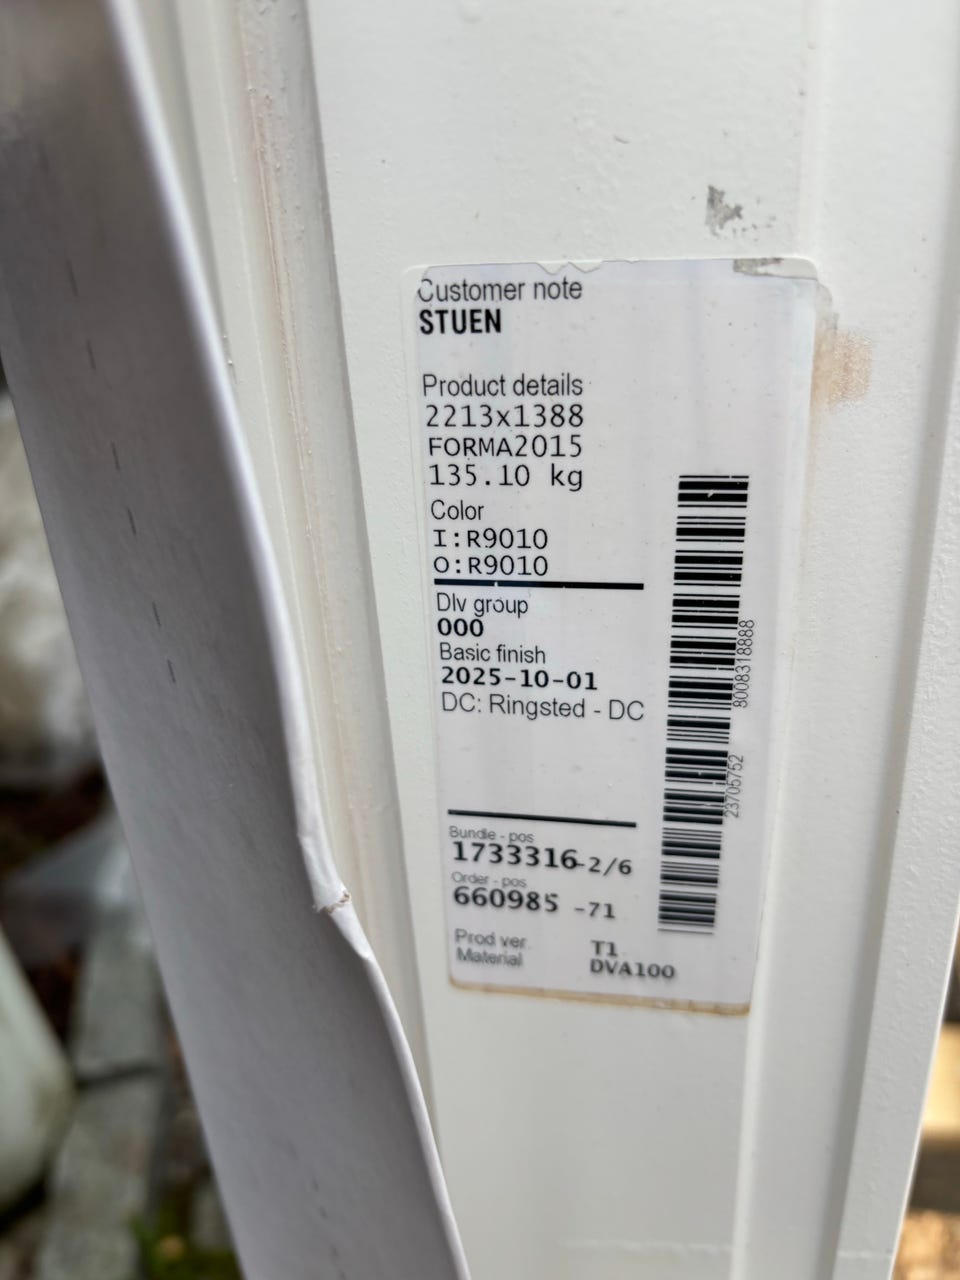 Customer note
STUEN
Product details
2213x1388
FORMA2015
135.10 kg
Color
I:R9010
O:R9010
Dlv group
000
Basic finish
2025-10-01
DC: Ringsted - DC
Bundle - pos
1733316-2/6
Order - pos
660985 -71
Prod ver. T1
Material DVA100
8008318888
23705752